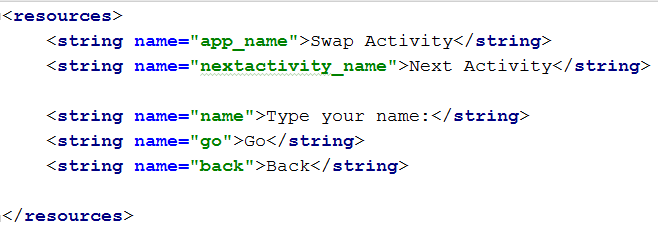 <resources>
<string name="app_name">Swap Activity</string>
<string name="nextactivity_name">Next Activity</string>
<string name="name">Type your name:</string>
<string name="go">Go</string>
<string name="back">Back</string>
</resources>